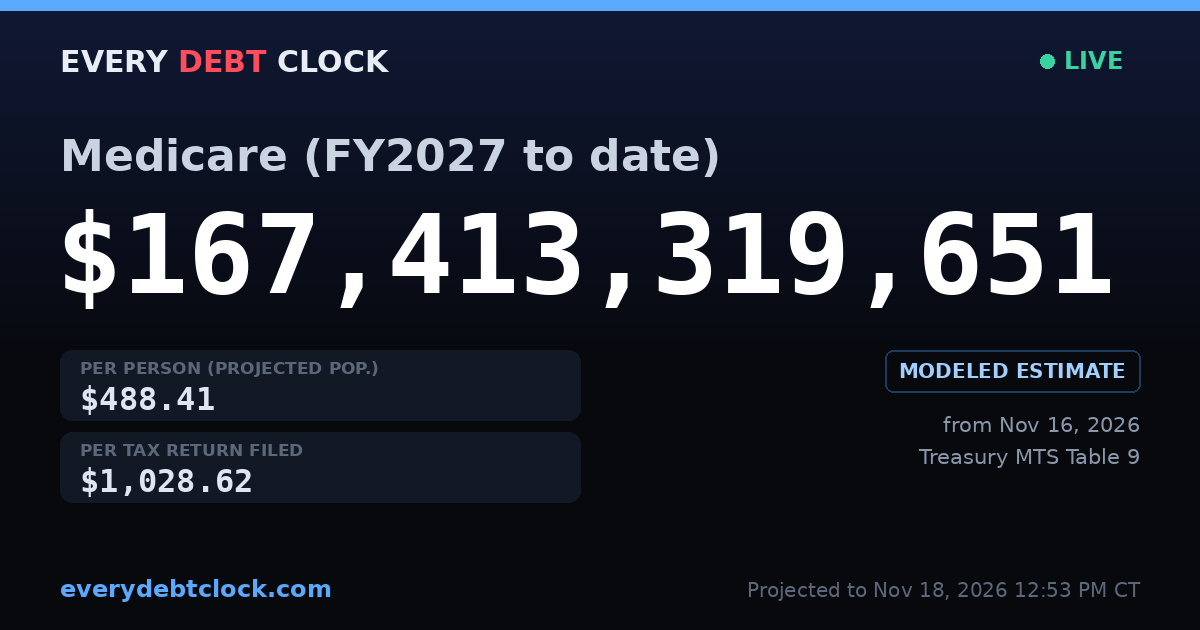 EVERY DEBT CLOCK
LIVE
Medicare (FY2027 to date)
$167,413,319,651
PER PERSON (PROJECTED POP.)
$488.41
PER TAX RETURN FILED
$1,028.62
MODELED ESTIMATE
from Nov 16, 2026
Treasury MTS Table 9
everydebtclock.com
Projected to Nov 18, 2026 12:53 PM CT